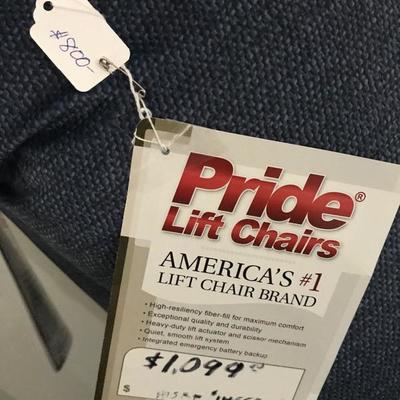 $800-
Pride®
Lift Chairs
AMERICA'S #1
LIFT CHAIR BRAND
• High-resiliency fiber-fill for maximum comfort
• Exceptional quality and durability
• Heavy-duty lift actuator and scissor mechanism
• Quiet, smooth lift system
• Integrated emergency battery backup
$1,099
$